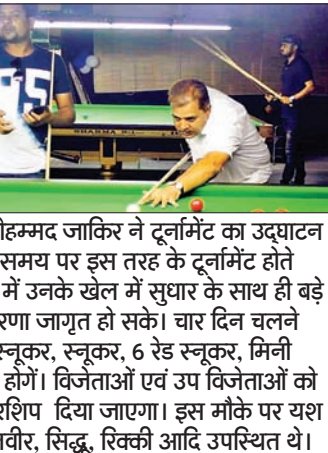 SHARMA
ोहम्मद जाकिर ने टूर्नामेंट का उद्घाटन
समय पर इस तरह के टूर्नामेंट होते
में उनके खेल में सुधार के साथ ही बड़े
रणा जागृत हो सके। चार दिन चलने
स्नूकर, स्नूकर, 6 रेड स्नूकर, मिनी
होगें। विजेताओं एवं उप विजेताओं को
रशिप दिया जाएगा। इस मौके पर यश
नवीर, सिद्धू, रिक्की आदि उपस्थित थे।